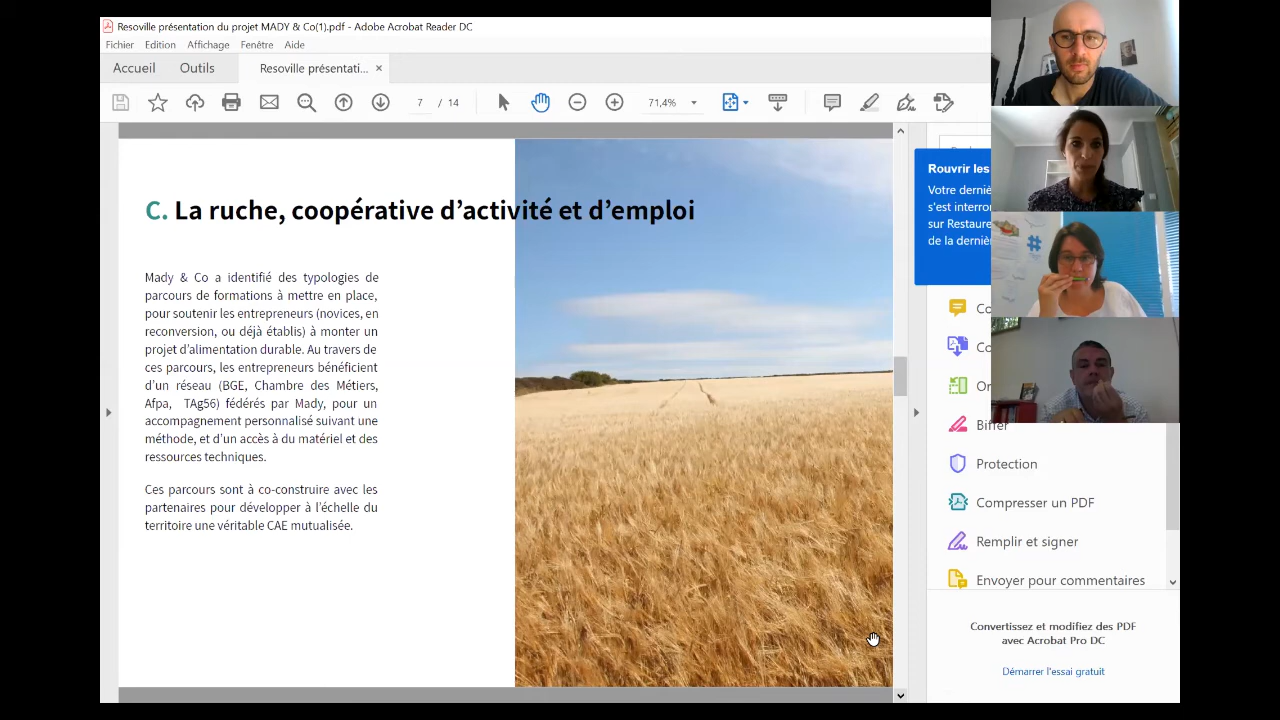 Resoville présentation du projet MADY & Co(1).pdf - Adobe Acrobat Reader DC
Fichier Edition Affichage Fenêtre Aide
Accueil Outils Resoville présentati... ×
7 / 14 71,4%
C. La ruche, coopérative d’activité et d’emploi
Mady & Co a identifié des typologies de
parcours de formations à mettre en place,
pour soutenir les entrepreneurs (novices, en
reconversion, ou déjà établis) à monter un
projet d’alimentation durable. Au travers de
ces parcours, les entrepreneurs bénéficient
d’un réseau (BGE, Chambre des Métiers,
Afpa, TAg56) fédérés par Mady, pour un
accompagnement personnalisé suivant une
méthode, et d’un accès à du matériel et des
ressources techniques.
Ces parcours sont à co-construire avec les
partenaires pour développer à l’échelle du
territoire une véritable CAE mutualisée.
Rouvrir les
Votre derniè
s'est interro
sur Restaure
de la dernièr
Co
Co
Or
Biffer
Protection
Compresser un PDF
Remplir et signer
Envoyer pour commentaires
Convertissez et modifiez des PDF
avec Acrobat Pro DC
Démarrer l'essai gratuit